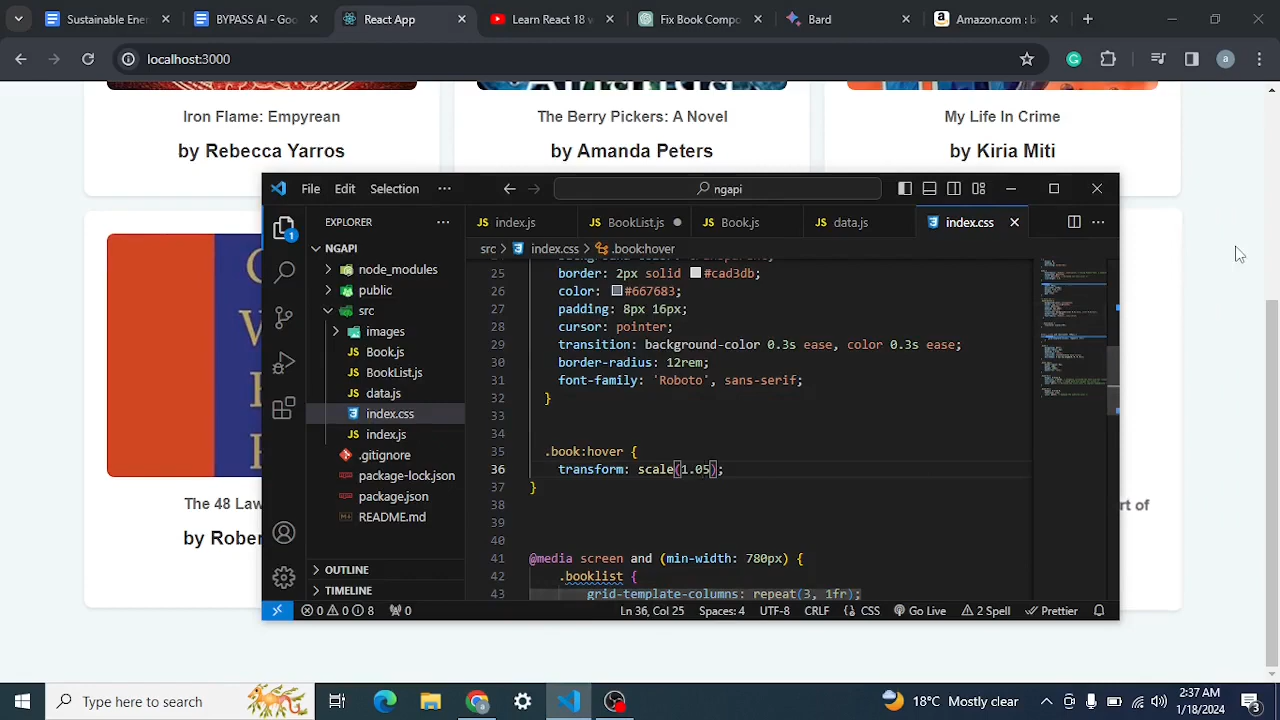 Sustainable Ener
BYPASS AI - Goo
React App
Learn React 18 w
Fix Book Compo
Bard
Amazon.com : b
localhost:3000
Iron Flame: Empyrean
The Berry Pickers: A Novel
My Life In Crime
by Rebecca Yarros
by Amanda Peters
by Kiria Miti
File Edit Selection ···
ngapi
EXPLORER
index.js
BookList.js
Book.js
data.js
index.css
NGAPI
src > index.css > .book:hover
node_modules
public
src
images
Book.js
BookList.js
data.js
index.css
index.js
.gitignore
package-lock.json
package.json
README.md
OUTLINE
TIMELINE
25 border: 2px solid #cad3db;
26 color: #667683;
27 padding: 8px 16px;
28 cursor: pointer;
29 transition: background-color 0.3s ease, color 0.3s ease;
30 border-radius: 12rem;
31 font-family: 'Roboto', sans-serif;
32 }
33
34
35 .book:hover {
36 transform: scale(1.05);
37 }
38
39
40
41 @media screen and (min-width: 780px) {
42 .booklist {
43 grid-template-columns: repeat(3, 1fr);
The 48 Law
by Rober
rt of
0 0 8 0
Ln 36, Col 25 Spaces: 4 UTF-8 CRLF {} CSS Go Live 2 Spell Prettier
Type here to search
18°C Mostly clear
2:37 AM
1/18/2024
3